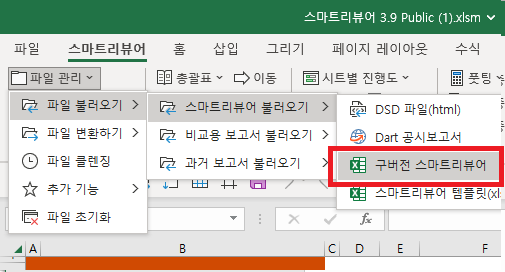 스마트리뷰어 3.9 Public (1).xlsm
파일 스마트리뷰어 홈 삽입 그리기 페이지 레이아웃 수식
파일 관리 총괄표 이동 시트별 진행도 풋팅
파일 불러오기 스마트리뷰어 불러오기 DSD 파일(html)
파일 변환하기 비교용 보고서 불러오기 Dart 공시보고서
파일 클렌징 과거 보고서 불러오기 구버전 스마트리뷰어
추가 기능 스마트리뷰어 템플릿(xl
파일 초기화 fx
A B C D E F